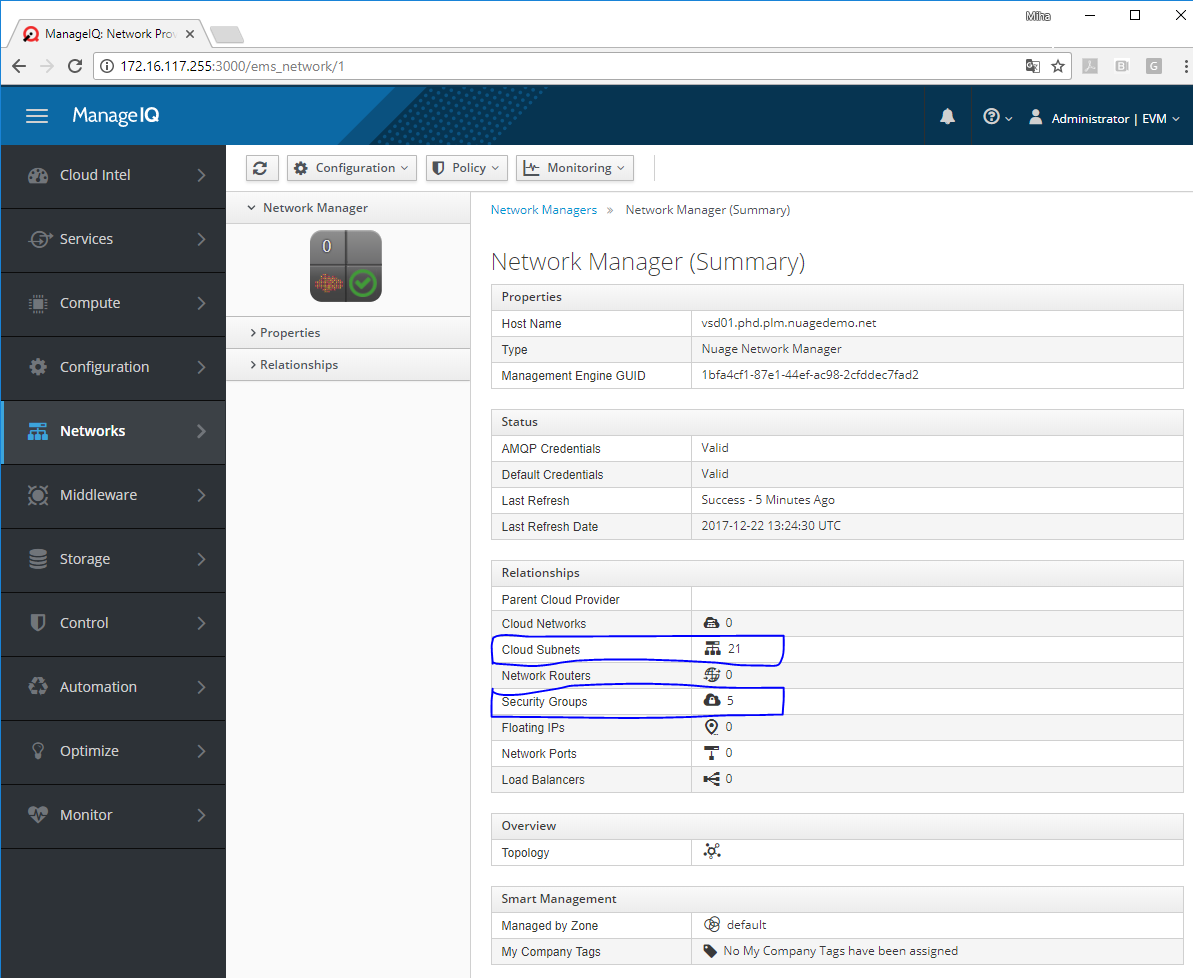 Miha
ManageIQ: Network Prov
172.16.117.255:3000/ems_network/1
ManageIQ
Administrator | EVM
Cloud Intel
Services
Compute
Configuration
Networks
Middleware
Storage
Control
Automation
Optimize
Monitor
Configuration Policy Monitoring
Network Manager
0
Properties
Relationships
Network Managers » Network Manager (Summary)
Network Manager (Summary)
Properties
Host Name vsd01.phd.plm.nuagedemo.net
Type Nuage Network Manager
Management Engine GUID 1bfa4cf1-87e1-44ef-ac98-2cfddec7fad2
Status
AMQP Credentials Valid
Default Credentials Valid
Last Refresh Success - 5 Minutes Ago
Last Refresh Date 2017-12-22 13:24:30 UTC
Relationships
Parent Cloud Provider
Cloud Networks 0
Cloud Subnets 21
Network Routers 0
Security Groups 5
Floating IPs 0
Network Ports 0
Load Balancers 0
Overview
Topology
Smart Management
Managed by Zone default
My Company Tags No My Company Tags have been assigned